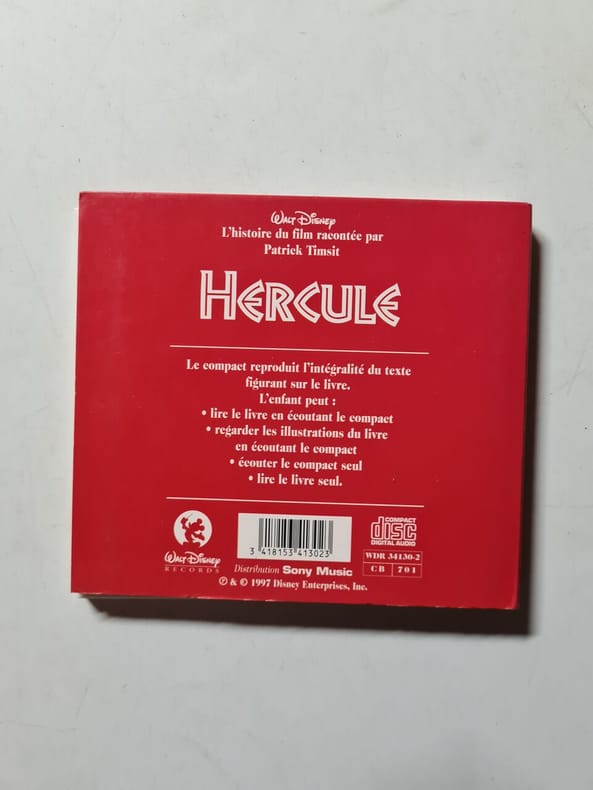 WALT DISNEY
L'histoire du film racontée par
Patrick Timsit
HERCULE
Le compact reproduit l'intégralité du texte
figurant sur le livre.
L'enfant peut :
• lire le livre en écoutant le compact
• regarder les illustrations du livre
en écoutant le compact
• écouter le compact seul
• lire le livre seul.
WALT DISNEY
RECORDS
3 418153 413023
Distribution Sony Music
COMPACT
disc
DIGITAL AUDIO
WDR 34130-2
CB 701
℗ & © 1997 Disney Enterprises, Inc.